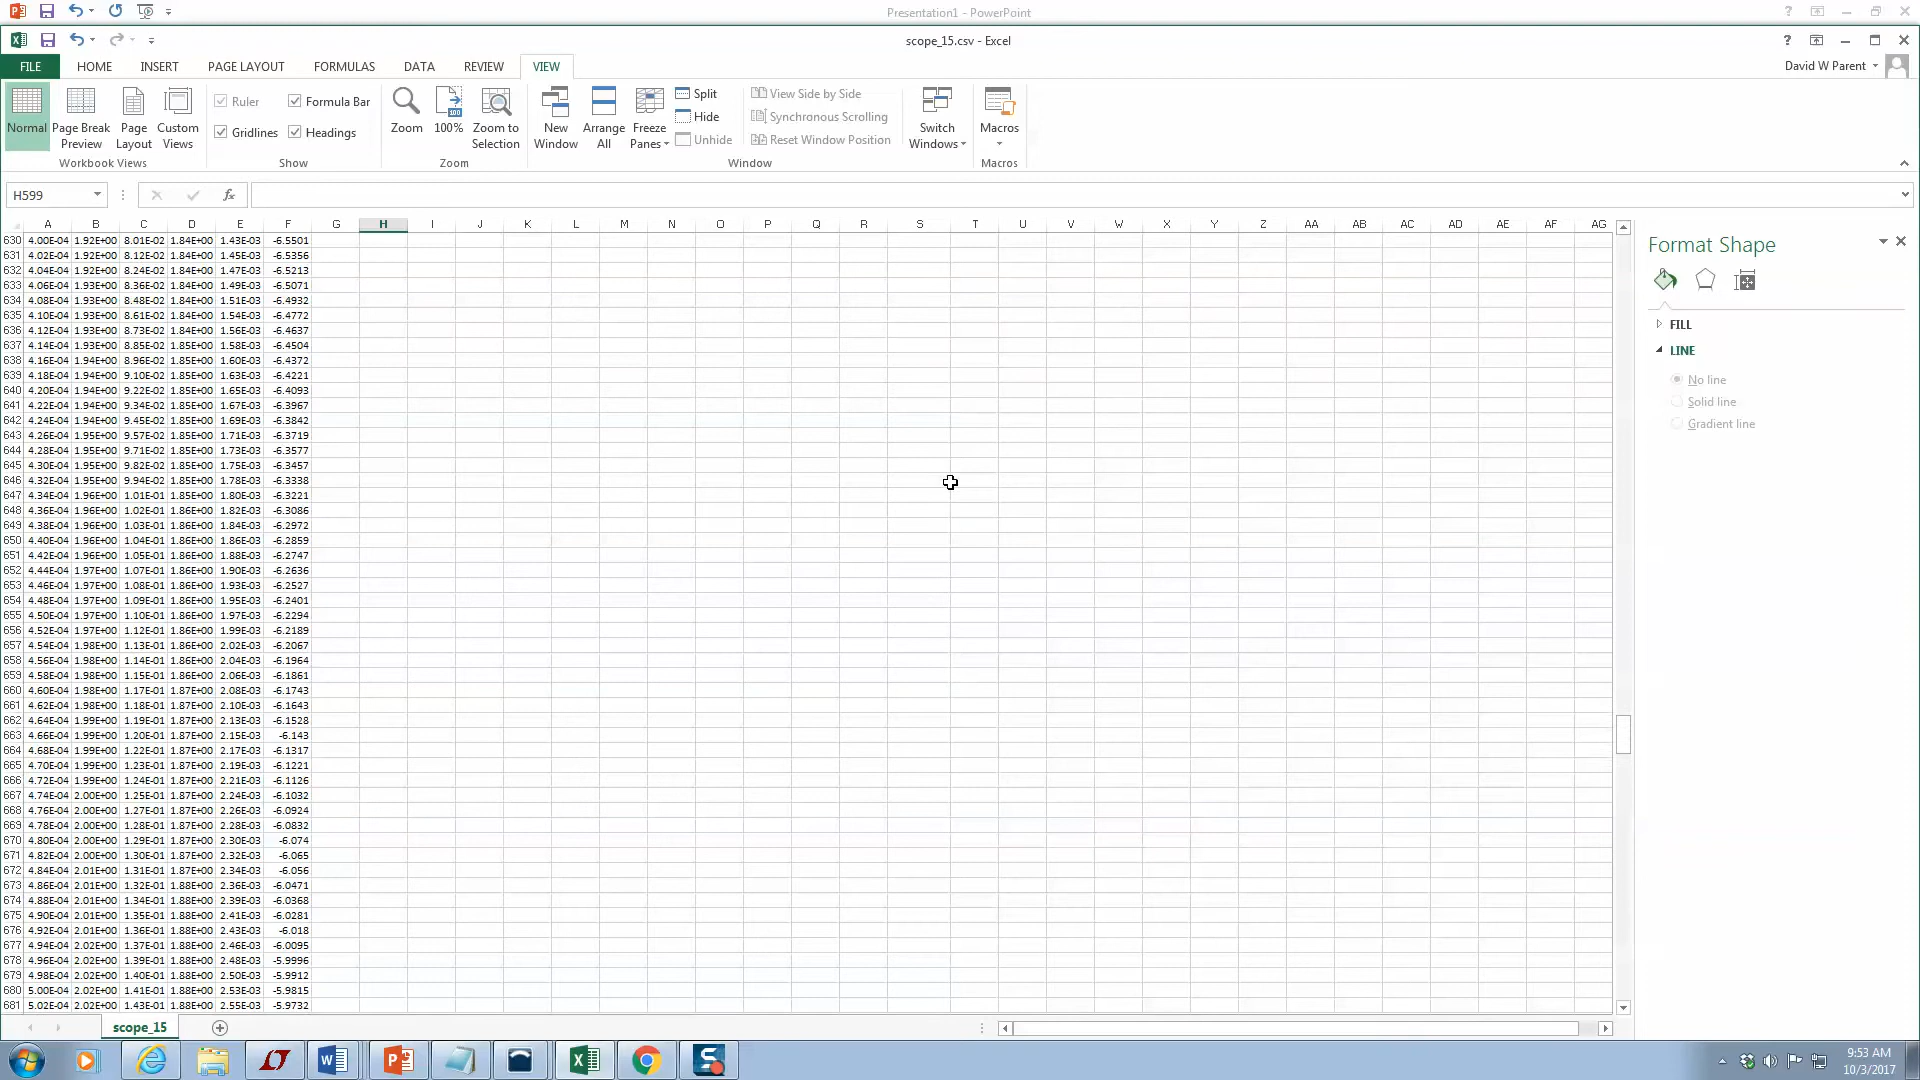 Presentation1 - PowerPoint
scope_15.csv - Excel
FILE HOME INSERT PAGE LAYOUT FORMULAS DATA REVIEW VIEW David W Parent
Normal Page Break Preview Page Layout Custom Views
Workbook Views
Ruler Formula Bar
Gridlines Headings
Show
Zoom 100% Zoom to Selection
Zoom
New Window Arrange All Freeze Panes
Split
Hide
Unhide
View Side by Side
Synchronous Scrolling
Reset Window Position
Switch Windows
Window
Macros
Macros
H599 fx
A B C D E F G H I J K L M N O P Q R S T U V W X Y Z AA AB AC AD AE AF AG
630 4.00E-04 1.92E+00 8.01E-02 1.84E+00 1.43E-03 -6.5501
631 4.02E-04 1.92E+00 8.12E-02 1.84E+00 1.45E-03 -6.5356
632 4.04E-04 1.92E+00 8.24E-02 1.84E+00 1.47E-03 -6.5213
633 4.06E-04 1.93E+00 8.36E-02 1.84E+00 1.49E-03 -6.5071
634 4.08E-04 1.93E+00 8.48E-02 1.84E+00 1.51E-03 -6.4932
635 4.10E-04 1.93E+00 8.61E-02 1.84E+00 1.54E-03 -6.4772
636 4.12E-04 1.93E+00 8.73E-02 1.84E+00 1.56E-03 -6.4637
637 4.14E-04 1.93E+00 8.85E-02 1.85E+00 1.58E-03 -6.4504
638 4.16E-04 1.94E+00 8.96E-02 1.85E+00 1.60E-03 -6.4372
639 4.18E-04 1.94E+00 9.10E-02 1.85E+00 1.63E-03 -6.4221
640 4.20E-04 1.94E+00 9.22E-02 1.85E+00 1.65E-03 -6.4093
641 4.22E-04 1.94E+00 9.34E-02 1.85E+00 1.67E-03 -6.3967
642 4.24E-04 1.94E+00 9.45E-02 1.85E+00 1.69E-03 -6.3842
643 4.26E-04 1.95E+00 9.57E-02 1.85E+00 1.71E-03 -6.3719
644 4.28E-04 1.95E+00 9.71E-02 1.85E+00 1.73E-03 -6.3577
645 4.30E-04 1.95E+00 9.82E-02 1.85E+00 1.75E-03 -6.3457
646 4.32E-04 1.95E+00 9.94E-02 1.85E+00 1.78E-03 -6.3338
647 4.34E-04 1.96E+00 1.01E-01 1.85E+00 1.80E-03 -6.3221
648 4.36E-04 1.96E+00 1.02E-01 1.85E+00 1.82E-03 -6.3086
649 4.38E-04 1.96E+00 1.03E-01 1.85E+00 1.84E-03 -6.2972
650 4.40E-04 1.96E+00 1.04E-01 1.86E+00 1.86E-03 -6.2859
651 4.42E-04 1.96E+00 1.05E-01 1.86E+00 1.88E-03 -6.2747
652 4.44E-04 1.97E+00 1.07E-01 1.86E+00 1.90E-03 -6.2636
653 4.46E-04 1.97E+00 1.08E-01 1.86E+00 1.93E-03 -6.2527
654 4.48E-04 1.97E+00 1.09E-01 1.86E+00 1.95E-03 -6.2401
655 4.50E-04 1.97E+00 1.10E-01 1.86E+00 1.97E-03 -6.2294
656 4.52E-04 1.97E+00 1.12E-01 1.86E+00 1.99E-03 -6.2189
657 4.54E-04 1.98E+00 1.13E-01 1.86E+00 2.02E-03 -6.2067
658 4.56E-04 1.98E+00 1.14E-01 1.86E+00 2.04E-03 -6.1964
659 4.58E-04 1.98E+00 1.15E-01 1.86E+00 2.06E-03 -6.1861
660 4.60E-04 1.98E+00 1.17E-01 1.87E+00 2.08E-03 -6.1743
661 4.62E-04 1.98E+00 1.18E-01 1.87E+00 2.10E-03 -6.1643
662 4.64E-04 1.99E+00 1.19E-01 1.87E+00 2.13E-03 -6.1528
663 4.66E-04 1.99E+00 1.20E-01 1.87E+00 2.15E-03 -6.143
664 4.68E-04 1.99E+00 1.22E-01 1.87E+00 2.17E-03 -6.1317
665 4.70E-04 1.99E+00 1.23E-01 1.87E+00 2.19E-03 -6.1221
666 4.72E-04 1.99E+00 1.24E-01 1.87E+00 2.21E-03 -6.1126
667 4.74E-04 2.00E+00 1.25E-01 1.87E+00 2.24E-03 -6.1032
668 4.76E-04 2.00E+00 1.27E-01 1.87E+00 2.26E-03 -6.0924
669 4.78E-04 2.00E+00 1.28E-01 1.87E+00 2.28E-03 -6.0832
670 4.80E-04 2.00E+00 1.29E-01 1.87E+00 2.30E-03 -6.074
671 4.82E-04 2.00E+00 1.30E-01 1.87E+00 2.32E-03 -6.065
672 4.84E-04 2.01E+00 1.31E-01 1.87E+00 2.34E-03 -6.056
673 4.86E-04 2.01E+00 1.32E-01 1.88E+00 2.36E-03 -6.0471
674 4.88E-04 2.01E+00 1.34E-01 1.88E+00 2.39E-03 -6.0368
675 4.90E-04 2.01E+00 1.35E-01 1.88E+00 2.41E-03 -6.0281
676 4.92E-04 2.01E+00 1.36E-01 1.88E+00 2.43E-03 -6.018
677 4.94E-04 2.02E+00 1.37E-01 1.88E+00 2.46E-03 -6.0095
678 4.96E-04 2.02E+00 1.39E-01 1.88E+00 2.48E-03 -5.9996
679 4.98E-04 2.02E+00 1.40E-01 1.88E+00 2.50E-03 -5.9912
680 5.00E-04 2.02E+00 1.41E-01 1.88E+00 2.53E-03 -5.9815
681 5.02E-04 2.02E+00 1.43E-01 1.88E+00 2.55E-03 -5.9732
Format Shape
FILL
LINE
No line
Solid line
Gradient line
scope_15
9:53 AM
10/3/2017